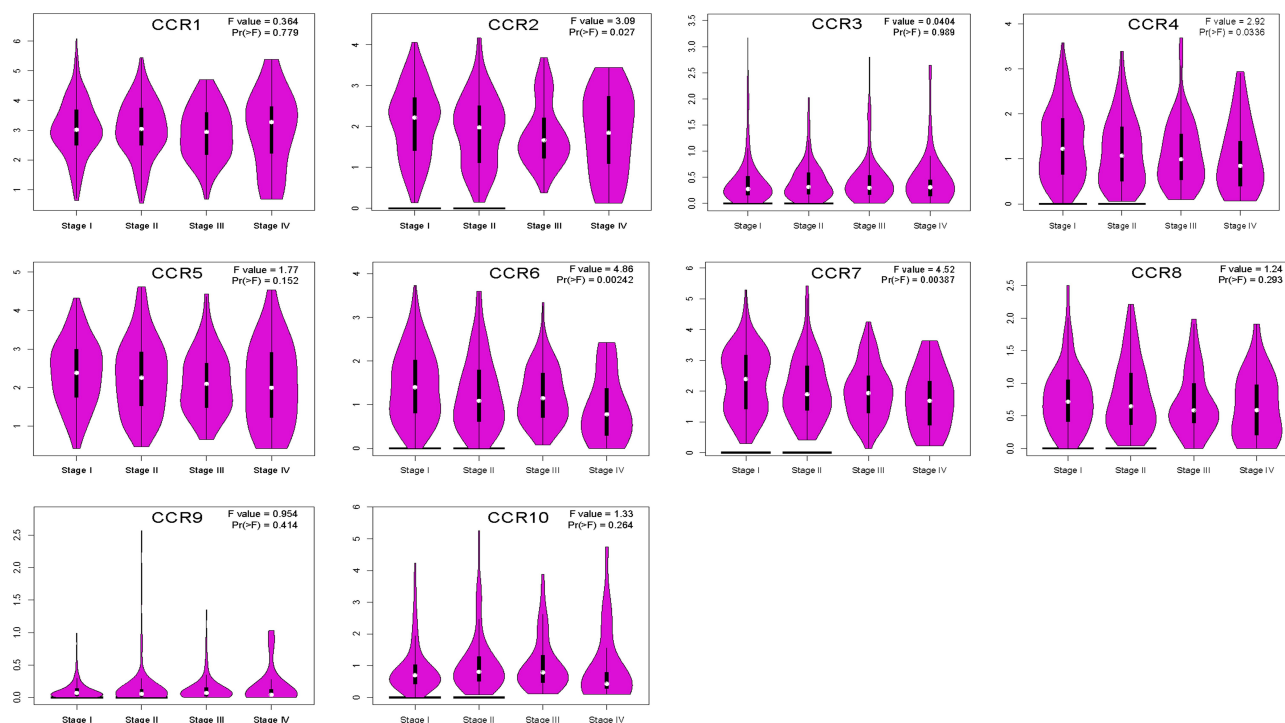 CCR1
F value = 0.364
Pr(>F) = 0.779
6
5
4
3
2
1
Stage I Stage II Stage III Stage IV
CCR2
F value = 3.09
Pr(>F) = 0.027
4
3
2
1
0
Stage I Stage II Stage III Stage IV
CCR3
F value = 0.0404
Pr(>F) = 0.989
3.5
3.0
2.5
2.0
1.5
1.0
0.5
0.0
Stage I Stage II Stage III Stage IV
CCR4
F value = 2.92
Pr(>F) = 0.0336
4
3
2
1
0
Stage I Stage II Stage III Stage IV
CCR5
F value = 1.77
Pr(>F) = 0.152
5
4
3
2
1
Stage I Stage II Stage III Stage IV
CCR6
F value = 4.86
Pr(>F) = 0.00242
4
3
2
1
0
Stage I Stage II Stage III Stage IV
CCR7
F value = 4.52
Pr(>F) = 0.00387
6
5
4
3
2
1
0
Stage I Stage II Stage III Stage IV
CCR8
F value = 1.24
Pr(>F) = 0.293
2.5
2.0
1.5
1.0
0.5
0.0
Stage I Stage II Stage III Stage IV
CCR9
F value = 0.954
Pr(>F) = 0.414
2.5
2.0
1.5
1.0
0.5
0.0
Stage I Stage II Stage III Stage IV
CCR10
F value = 1.33
Pr(>F) = 0.264
6
5
4
3
2
1
0
Stage I Stage II Stage III Stage IV